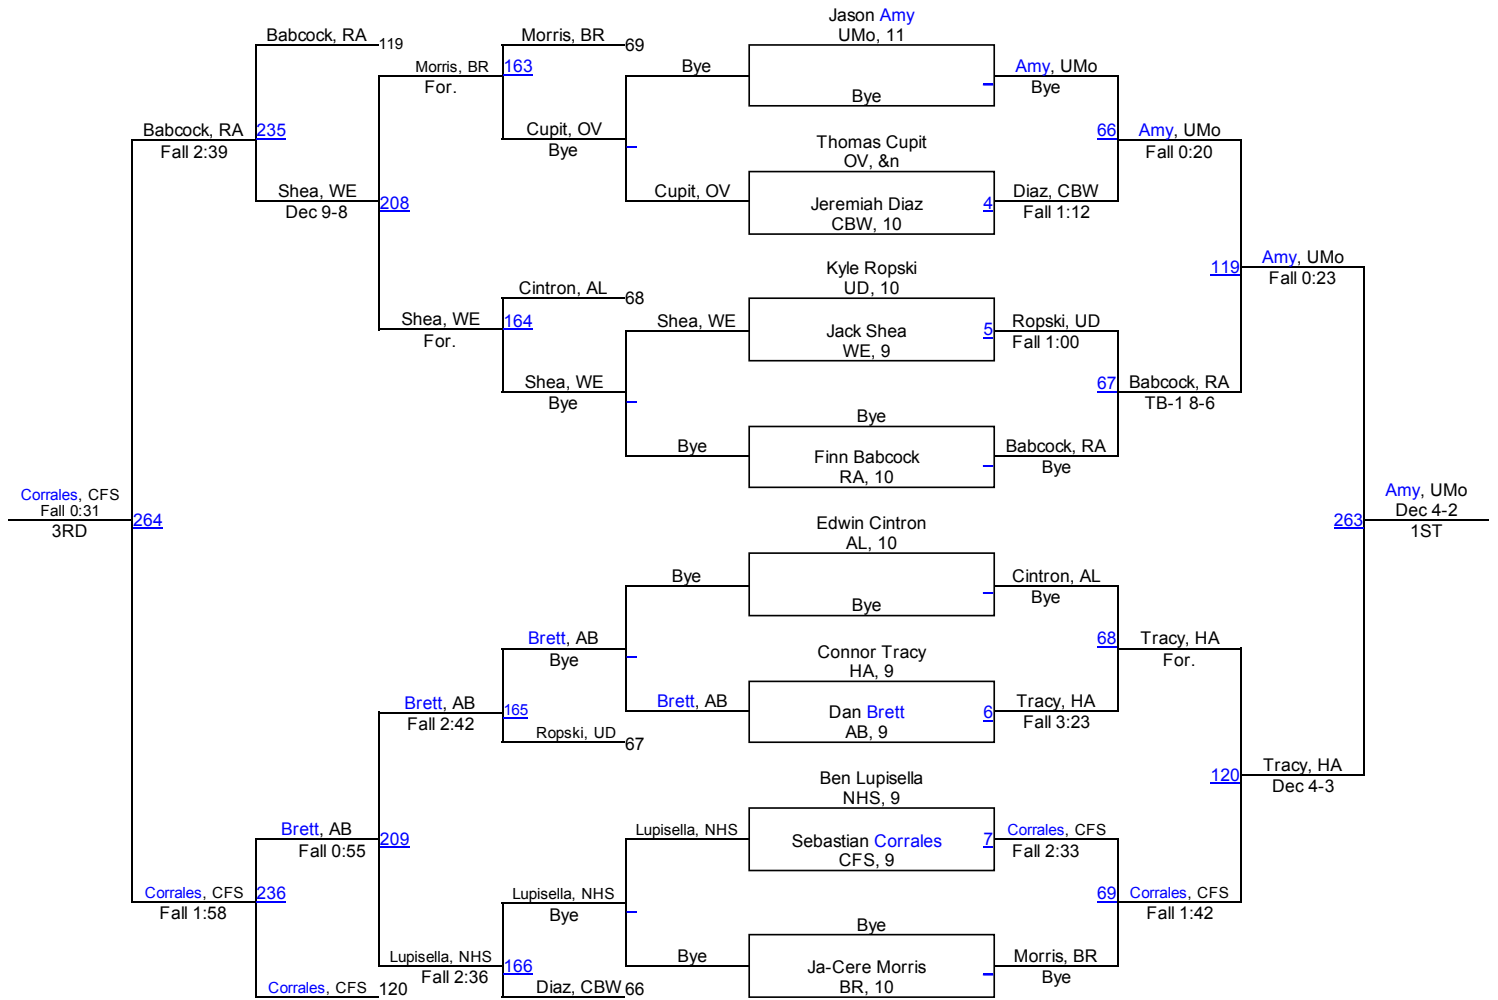 Jason Amy
UMo, 11
Bye
Thomas Cupit
OV, &n
Jeremiah Diaz
CBW, 10
4
Kyle Ropski
UD, 10
Jack Shea
WE, 9
5
Bye
Finn Babcock
RA, 10
Edwin Cintron
AL, 10
Bye
Connor Tracy
HA, 9
Dan Brett
AB, 9
6
Ben Lupisella
NHS, 9
Sebastian Corrales
CFS, 9
7
Bye
Ja-Cere Morris
BR, 10
Amy, UMo
Bye
66
Diaz, CBW
Fall 1:12
Ropski, UD
Fall 1:00
67
Babcock, RA
Bye
Cintron, AL
Bye
68
Tracy, HA
Fall 3:23
Corrales, CFS
Fall 2:33
69
Morris, BR
Bye
Amy, UMo
Fall 0:20
119
Babcock, RA
TB-1 8-6
Tracy, HA
For.
120
Corrales, CFS
Fall 1:42
Amy, UMo
Fall 0:23
263
Tracy, HA
Dec 4-3
Amy, UMo
Dec 4-2
1ST
Bye
Cupit, OV
Shea, WE
Bye
Bye
Brett, AB
Lupisella, NHS
Bye
Morris, BR
69
163
Cupit, OV
Bye
Cintron, AL
68
164
Shea, WE
Bye
Brett, AB
Bye
165
Ropski, UD
67
Lupisella, NHS
Bye
166
Diaz, CBW
66
Morris, BR
For.
208
Shea, WE
For.
Brett, AB
Fall 2:42
209
Lupisella, NHS
Fall 2:36
Babcock, RA
119
235
Shea, WE
Dec 9-8
Brett, AB
Fall 0:55
236
Corrales, CFS
120
Babcock, RA
Fall 2:39
264
Corrales, CFS
Fall 1:58
Corrales, CFS
Fall 0:31
3RD